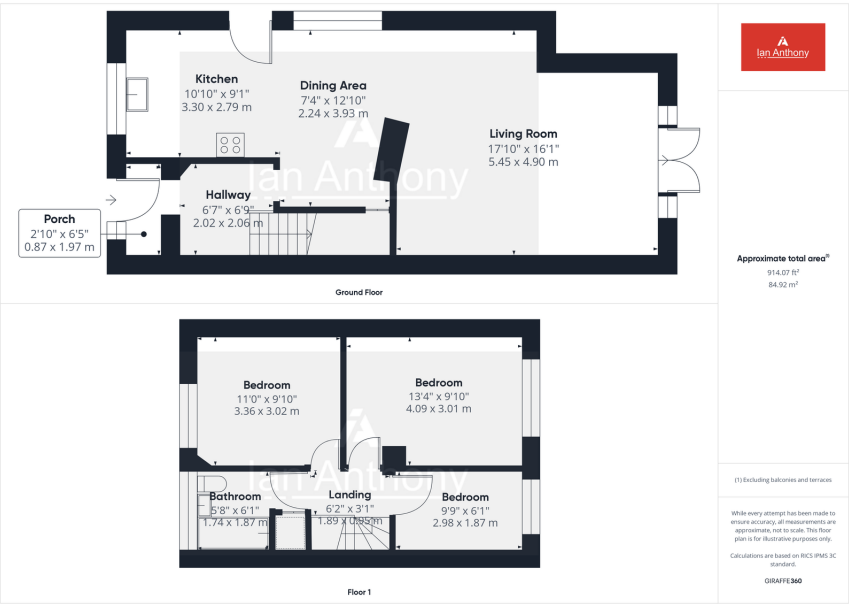 Kitchen
10'10" x 9'1"
3.30 x 2.79 m
Dining Area
7'4" x 12'10"
2.24 x 3.93 m
Living Room
17'10" x 16'1"
5.45 x 4.90 m
Ian Anthony
Hallway
6'7" x 6'9"
2.02 x 2.06 m
Porch
2'10" x 6'5"
0.87 x 1.97 m
Ground Floor
Bedroom
11'0" x 9'10"
3.36 x 3.02 m
Bedroom
13'4" x 9'10"
4.09 x 3.01 m
Ian Anthony
Bathroom
5'8" x 6'1"
1.74 x 1.87 m
Landing
6'2" x 3'1"
1.89 x 0.95 m
Bedroom
9'9" x 6'1"
2.98 x 1.87 m
Floor 1
Ian Anthony
Approximate total area⁽¹⁾
914.07 ft²
84.92 m²
(1) Excluding balconies and terraces
While every attempt has been made to
ensure accuracy, all measurements are
approximate, not to scale. This floor
plan is for illustrative purposes only.
Calculations are based on RICS IPMS 3C
standard.
GIRAFFE360